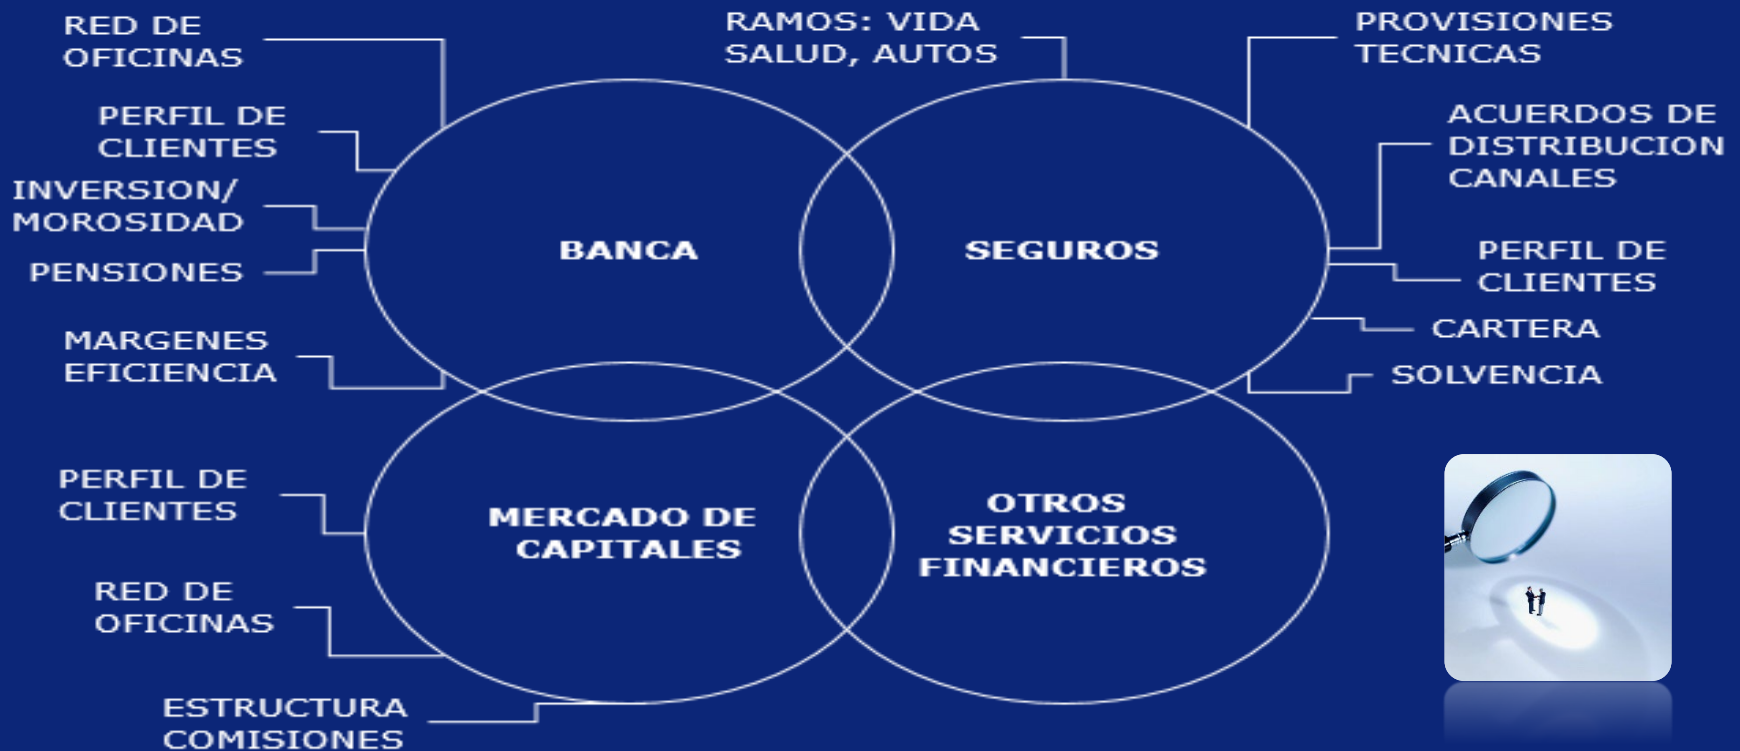 RED DE
OFICINAS
PERFIL DE
CLIENTES
INVERSION/
MOROSIDAD
PENSIONES
MARGENES
EFICIENCIA
BANCA
RAMOS: VIDA
SALUD, AUTOS
PROVISIONES
TECNICAS
ACUERDOS DE
DISTRIBUCION
CANALES
PERFIL DE
CLIENTES
CARTERA
SOLVENCIA
SEGUROS
PERFIL DE
CLIENTES
RED DE
OFICINAS
ESTRUCTURA
COMISIONES
MERCADO DE
CAPITALES
OTROS
SERVICIOS
FINANCIEROS